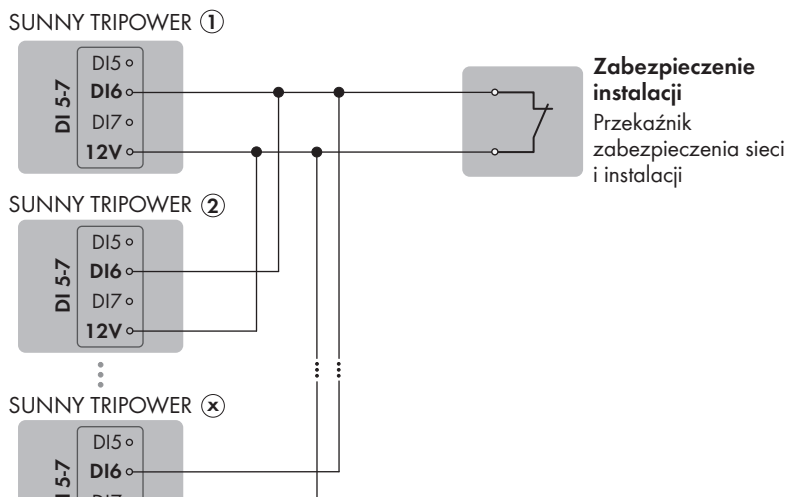 SUNNY TRIPOWER 1
DI 5-7
DI5
DI6
DI7
12V
Zabezpieczenie
instalacji
Przekaźnik
zabezpieczenia sieci
i instalacji
SUNNY TRIPOWER 2
DI 5-7
DI5
DI6
DI7
12V
SUNNY TRIPOWER x
DI5
DI6